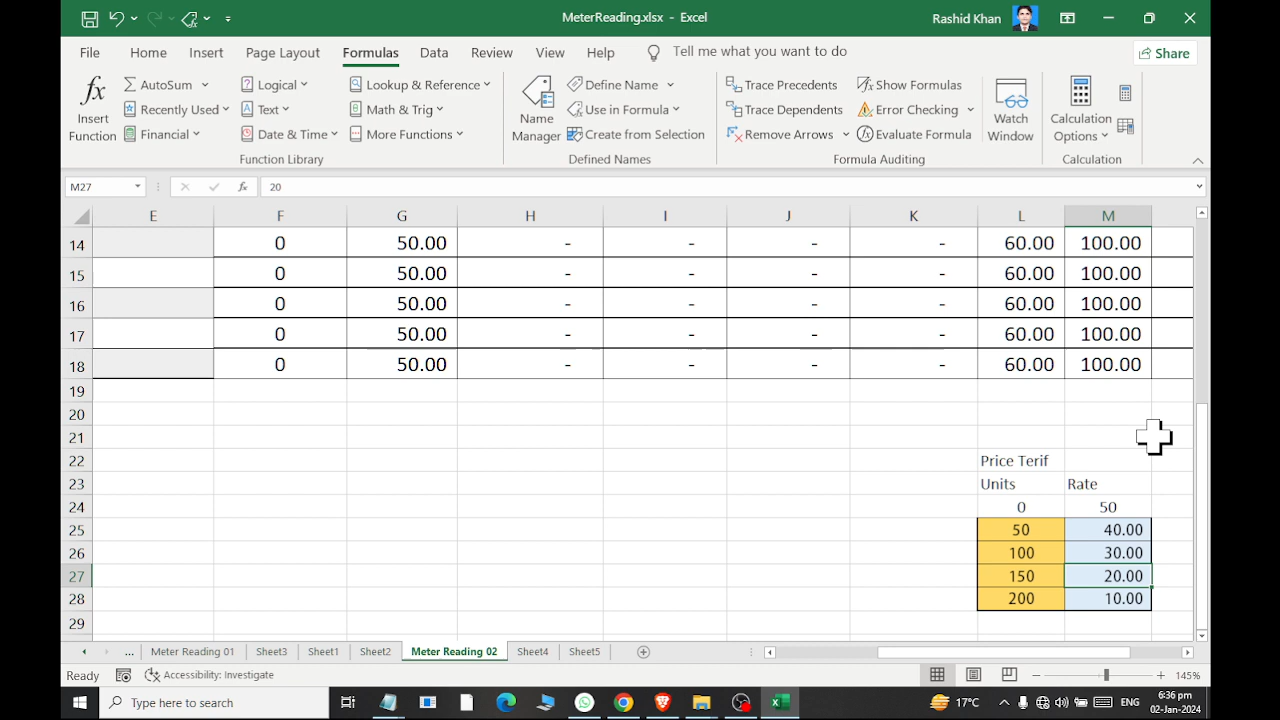 MeterReading.xlsx - Excel
Rashid Khan
File Home Insert Page Layout Formulas Data Review View Help Tell me what you want to do Share
fx Insert Function
AutoSum
Recently Used
Financial
Logical
Text
Date & Time
Lookup & Reference
Math & Trig
More Functions
Function Library
Name Manager
Define Name
Use in Formula
Create from Selection
Defined Names
Trace Precedents
Trace Dependents
Remove Arrows
Show Formulas
Error Checking
Evaluate Formula
Formula Auditing
Watch Window
Calculation Options
Calculation
M27 fx 20
E F G H I J K L M
14 0 50.00 - - - - 60.00 100.00
15 0 50.00 - - - - 60.00 100.00
16 0 50.00 - - - - 60.00 100.00
17 0 50.00 - - - - 60.00 100.00
18 0 50.00 - - - - 60.00 100.00
19
20
21
22 Price Terif
23 Units Rate
24 0 50
25 50 40.00
26 100 30.00
27 150 20.00
28 200 10.00
29
... Meter Reading 01 Sheet3 Sheet1 Sheet2 Meter Reading 02 Sheet4 Sheet5
Ready Accessibility: Investigate 145%
Type here to search 17°C ENG 6:36 pm
02-Jan-2024